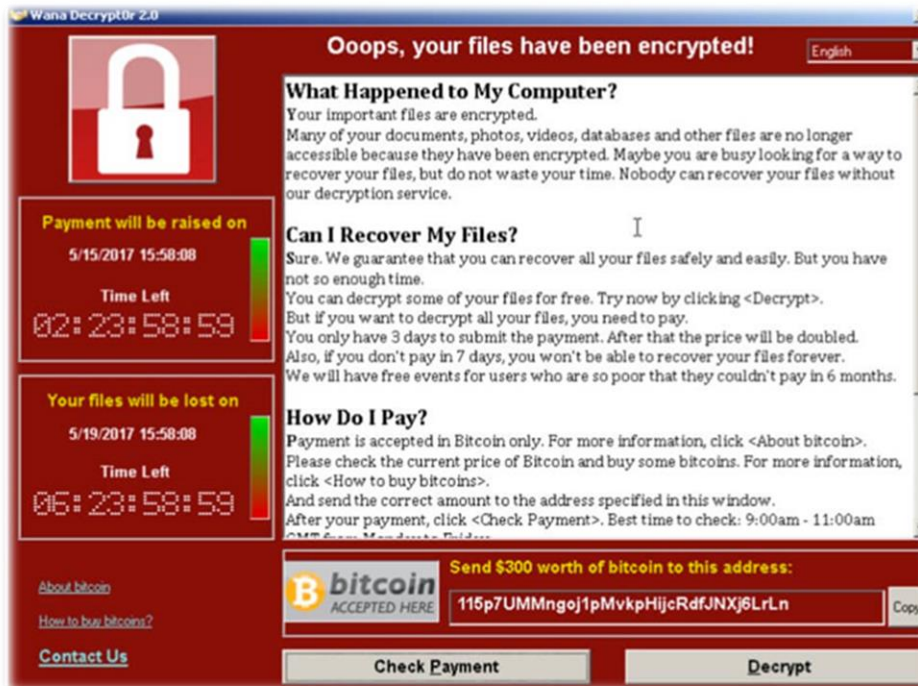 Wana Decrypt0r 2.0
Ooops, your files have been encrypted!
English
What Happened to My Computer?
Your important files are encrypted.
Many of your documents, photos, videos, databases and other files are no longer
accessible because they have been encrypted. Maybe you are busy looking for a way to
recover your files, but do not waste your time. Nobody can recover your files without
our decryption service.
Can I Recover My Files?
Sure. We guarantee that you can recover all your files safely and easily. But you have
not so enough time.
You can decrypt some of your files for free. Try now by clicking <Decrypt>.
But if you want to decrypt all your files, you need to pay.
You only have 3 days to submit the payment. After that the price will be doubled.
Also, if you don't pay in 7 days, you won't be able to recover your files forever.
We will have free events for users who are so poor that they couldn't pay in 6 months.
How Do I Pay?
Payment is accepted in Bitcoin only. For more information, click <About bitcoin>.
Please check the current price of Bitcoin and buy some bitcoins. For more information,
click <How to buy bitcoins>.
And send the correct amount to the address specified in this window.
After your payment, click <Check Payment>. Best time to check: 9:00am - 11:00am
GMT from Monday to Friday
Payment will be raised on
5/15/2017 15:58:08
Time Left
02:23:58:59
Your files will be lost on
5/19/2017 15:58:08
Time Left
06:23:58:59
About bitcoin
How to buy bitcoins?
Contact Us
bitcoin
ACCEPTED HERE
Send $300 worth of bitcoin to this address:
115p7UMMngoj1pMvkpHijcRdfJNXj6LrLn
Copy
Check Payment
Decrypt